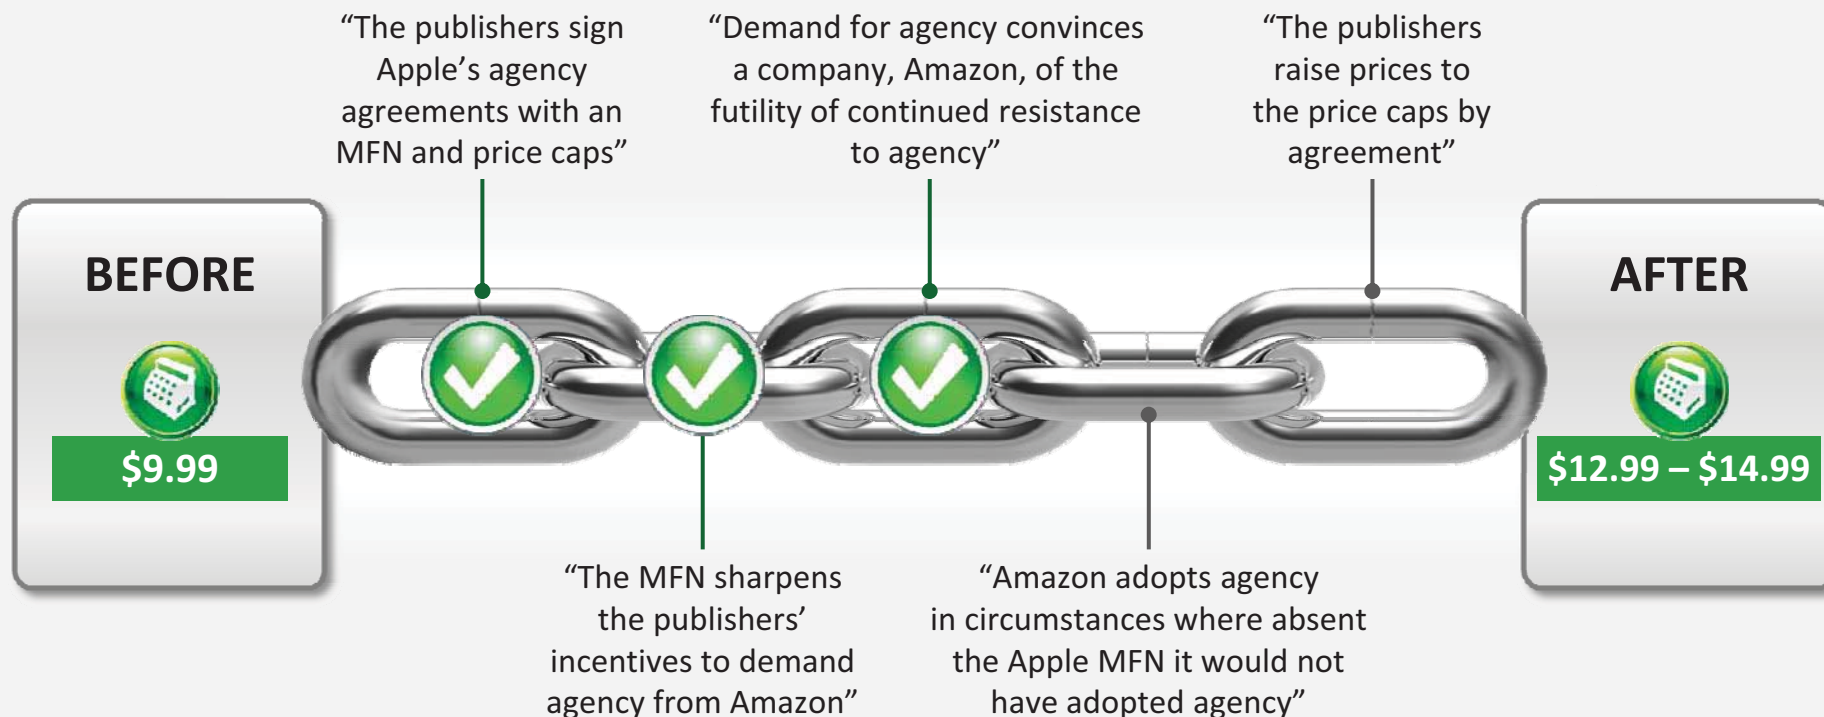 “The publishers sign
Apple’s agency
agreements with an
MFN and price caps”
“Demand for agency convinces
a company, Amazon, of the
futility of continued resistance
to agency”
“The publishers
raise prices to
the price caps by
agreement”
BEFORE
$9.99
AFTER
$12.99 – $14.99
“The MFN sharpens
the publishers’
incentives to demand
agency from Amazon”
“Amazon adopts agency
in circumstances where absent
the Apple MFN it would not
have adopted agency”